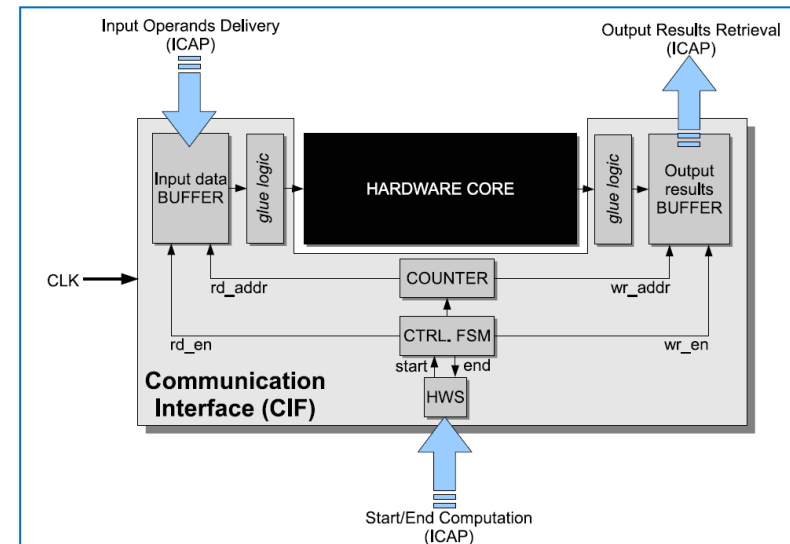 Input Operands Delivery
(ICAP)
Output Results Retrieval
(ICAP)
Input data
BUFFER
glue logic
HARDWARE CORE
glue logic
Output
results
BUFFER
CLK
rd_addr
COUNTER
wr_addr
rd_en
CTRL. FSM
wr_en
start
end
HWS
Communication
Interface (CIF)
Start/End Computation
(ICAP)